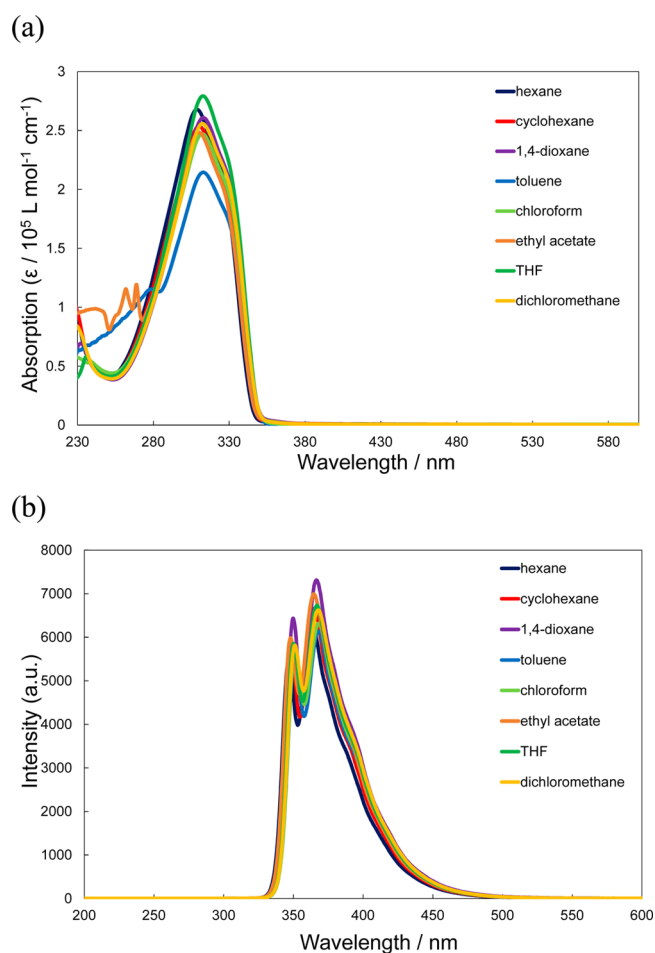 (a)
3
2.5
2
1.5
1
0.5
0
Absorption (ε / 10⁵ L mol⁻¹ cm⁻¹)
230 280 330 380 430 480 530 580
Wavelength / nm
hexane
cyclohexane
1,4-dioxane
toluene
chloroform
ethyl acetate
THF
dichloromethane
(b)
8000
7000
6000
5000
4000
3000
2000
1000
0
Intensity (a.u.)
200 250 300 350 400 450 500 550 600
Wavelength / nm
hexane
cyclohexane
1,4-dioxane
toluene
chloroform
ethyl acetate
THF
dichloromethane